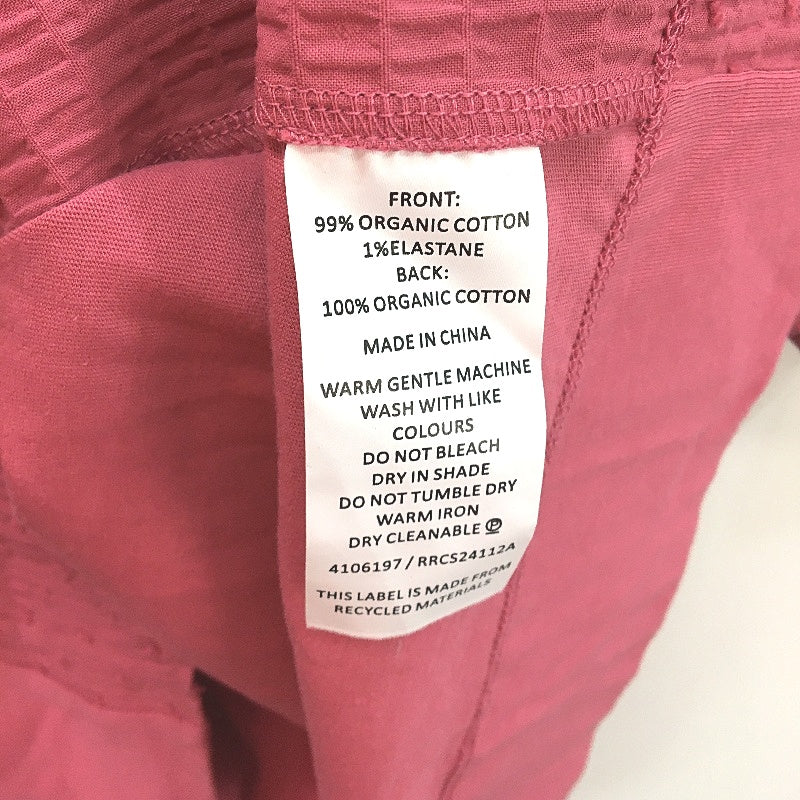 FRONT:
99% ORGANIC COTTON
1%ELASTANE
BACK:
100% ORGANIC COTTON
MADE IN CHINA
WARM GENTLE MACHINE
WASH WITH LIKE
COLOURS
DO NOT BLEACH
DRY IN SHADE
DO NOT TUMBLE DRY
WARM IRON
DRY CLEANABLE Ⓟ
4106197 / RRCS24112A
THIS LABEL IS MADE FROM
RECYCLED MATERIALS